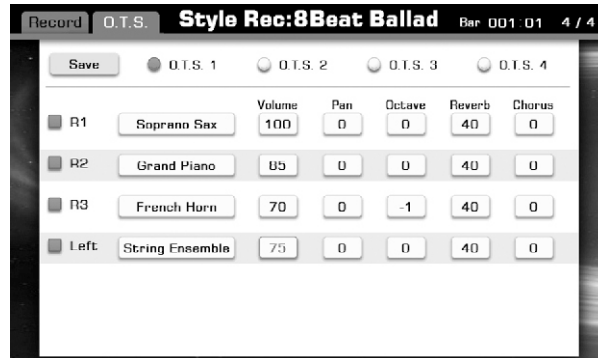 Record O.T.S. Style Rec:8Beat Ballad Bar 001:01 4/4
Save O.T.S. 1 O.T.S. 2 O.T.S. 3 O.T.S. 4
Volume Pan Octave Reverb Chorus
R1 Soprano Sax 100 0 0 40 0
R2 Grand Piano 85 0 0 40 0
R3 French Horn 70 0 -1 40 0
Left String Ensemble 75 0 0 40 0